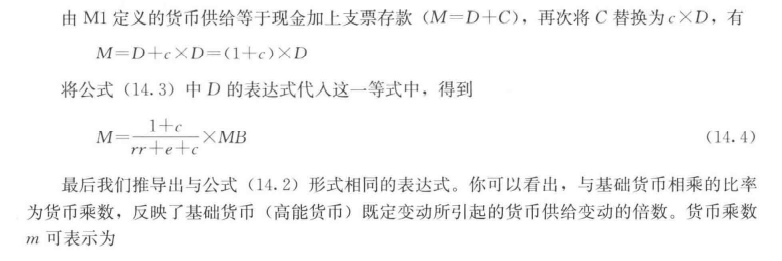 由 M1 定义的货币供给等于现金加上支票存款（M=D+C），再次将 C 替换为 c×D，有
M=D+c×D=(1+c)×D
将公式（14.3）中 D 的表达式代入这一等式中，得到
M=\frac{1+c}{rr+e+c}×MB （14.4）
最后我们推导出与公式（14.2）形式相同的表达式。你可以看出，与基础货币相乘的比率
为货币乘数，反映了基础货币（高能货币）既定变动所引起的货币供给变动的倍数。货币乘数
m 可表示为